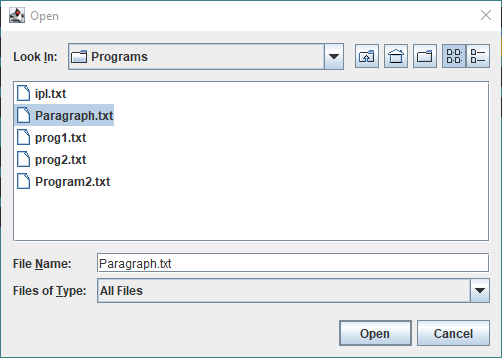 Open
Look In: Programs
ipl.txt
Paragraph.txt
prog1.txt
prog2.txt
Program2.txt
File Name: Paragraph.txt
Files of Type: All Files
Open Cancel